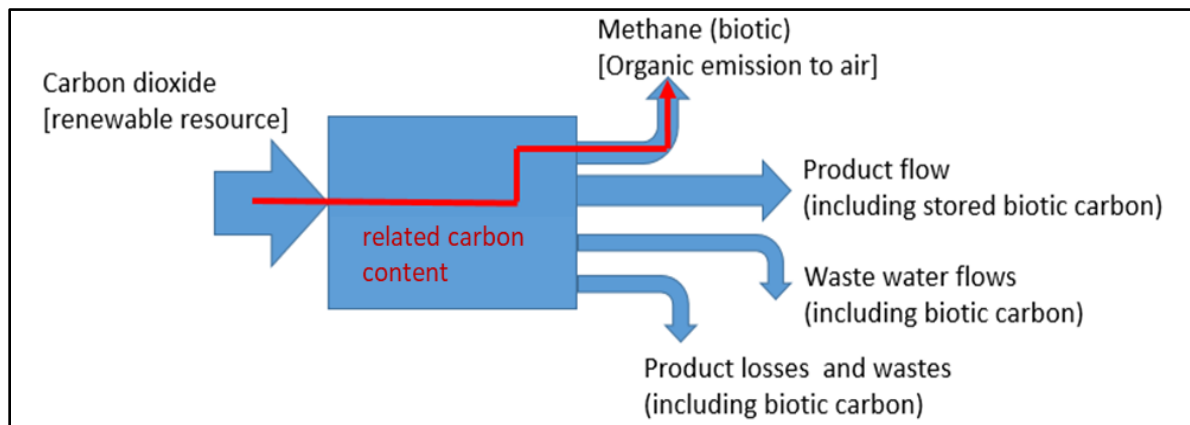 Methane (biotic)
[Organic emission to air]
Carbon dioxide
[renewable resource]
Product flow
(including stored biotic carbon)
related carbon
content
Waste water flows
(including biotic carbon)
Product losses and wastes
(including biotic carbon)